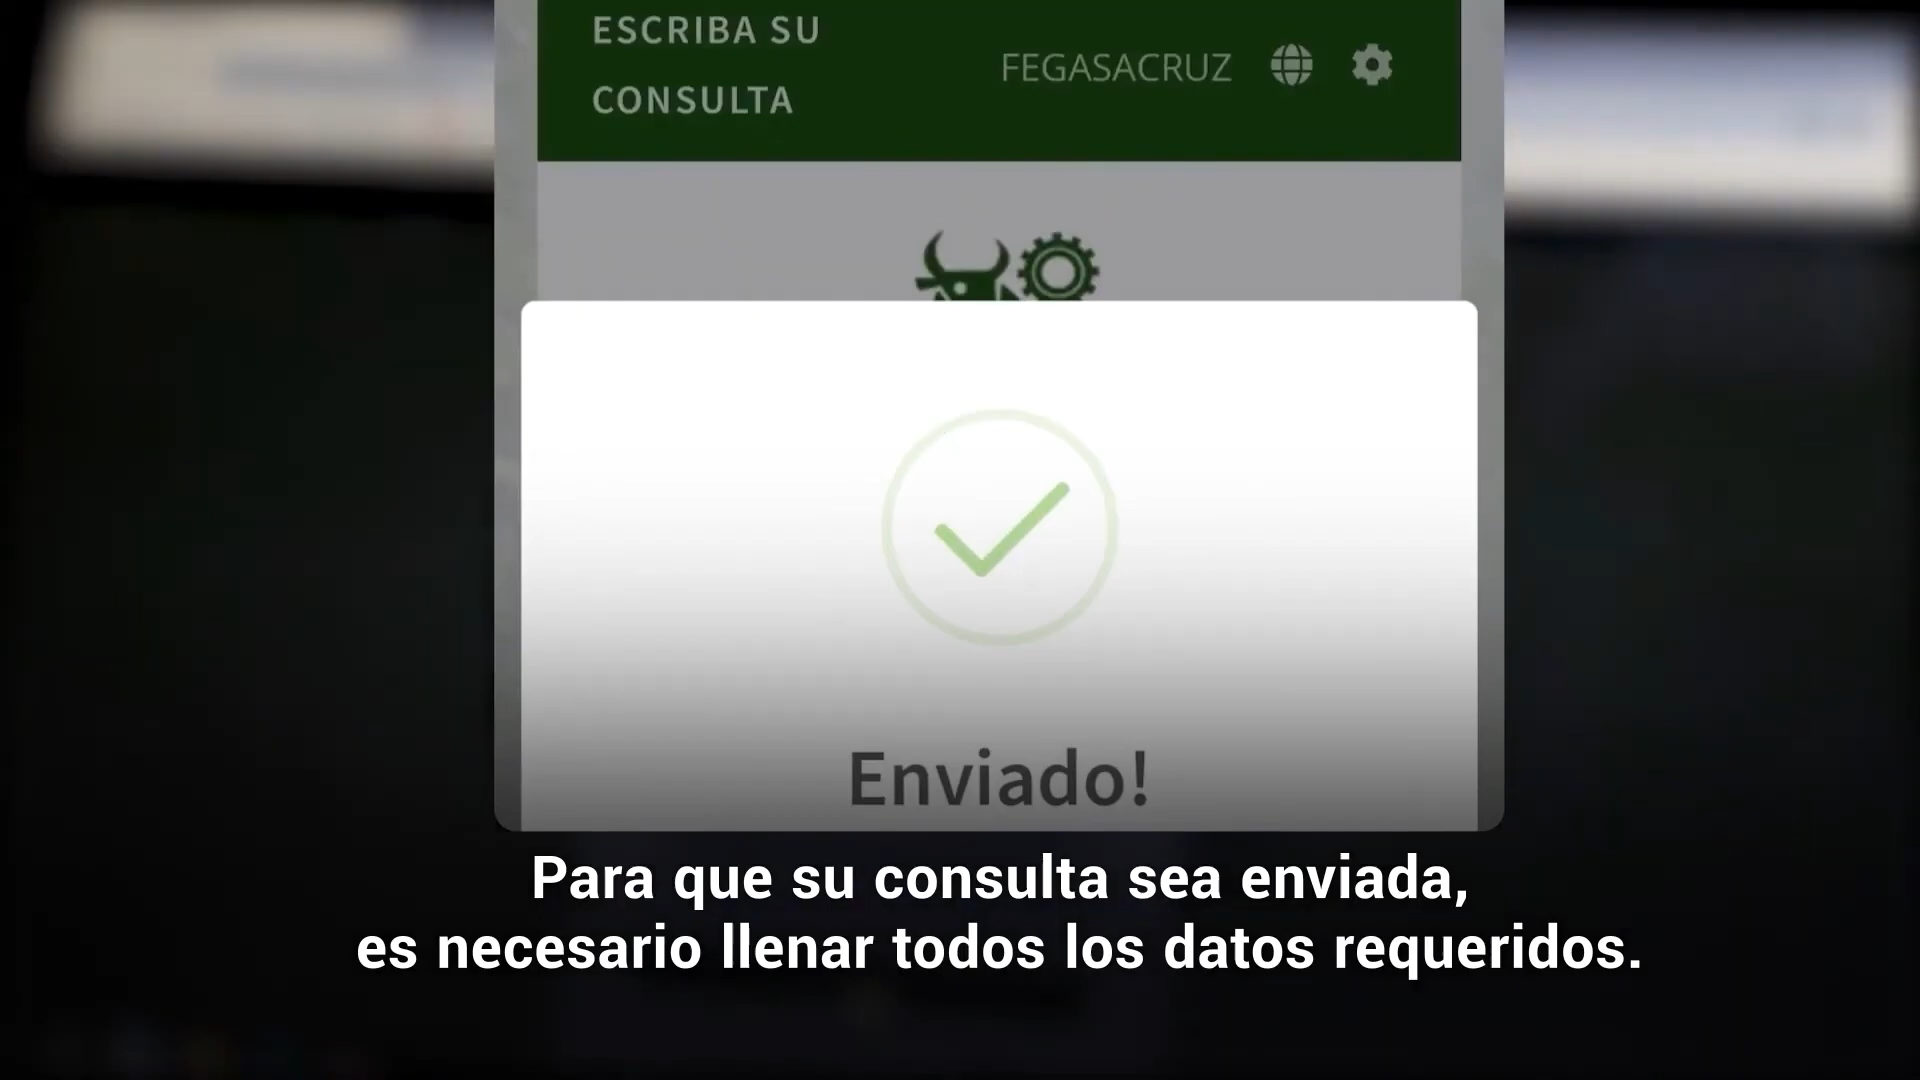 ESCRIBA SU
CONSULTA
FEGASACRUZ
Enviado!
Para que su consulta sea enviada,
es necesario llenar todos los datos requeridos.